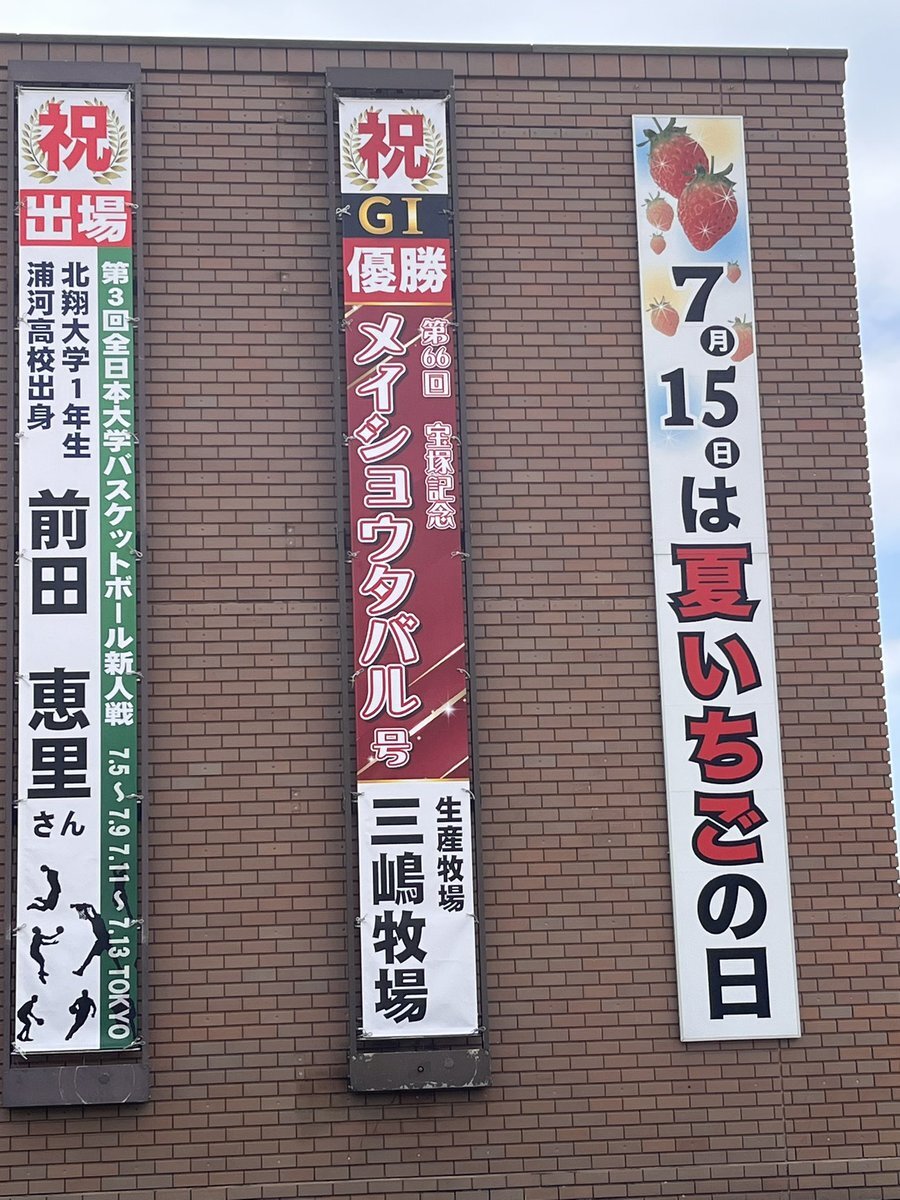 祝
出場
第3回全日本大学バスケットボール新人戦 7.5～7.9 7.11～7.13 TOKYO
北翔大学1年生
浦河高校出身
前田 恵里さん
祝
GI
優勝
第66回 宝塚記念
メイショウタバル号
生産牧場
三嶋牧場
7月15日は夏いちごの日